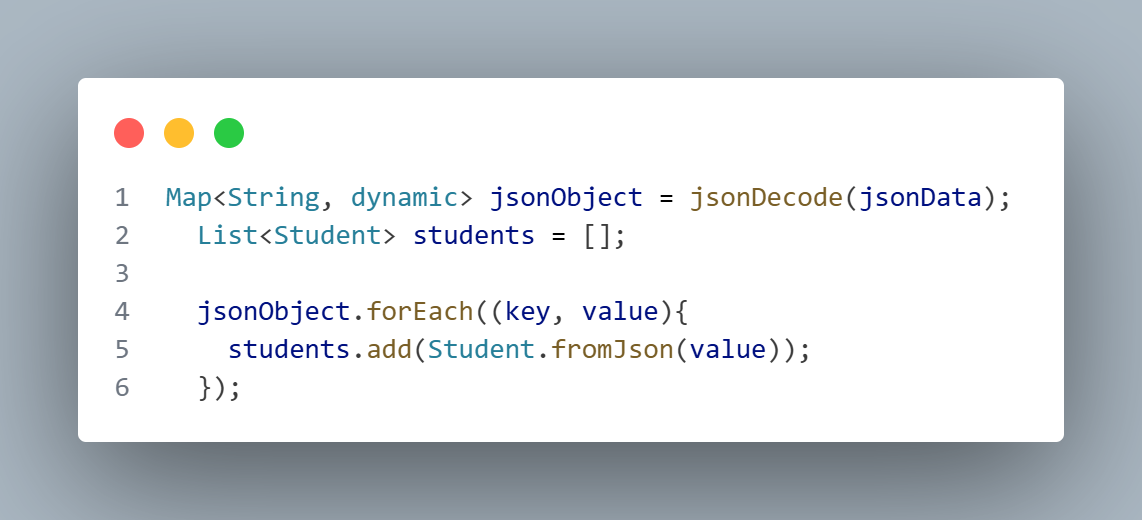 1 Map<String, dynamic> jsonObject = jsonDecode(jsonData);
2   List<Student> students = [];
3
4   jsonObject.forEach((key, value){
5     students.add(Student.fromJson(value));
6   });